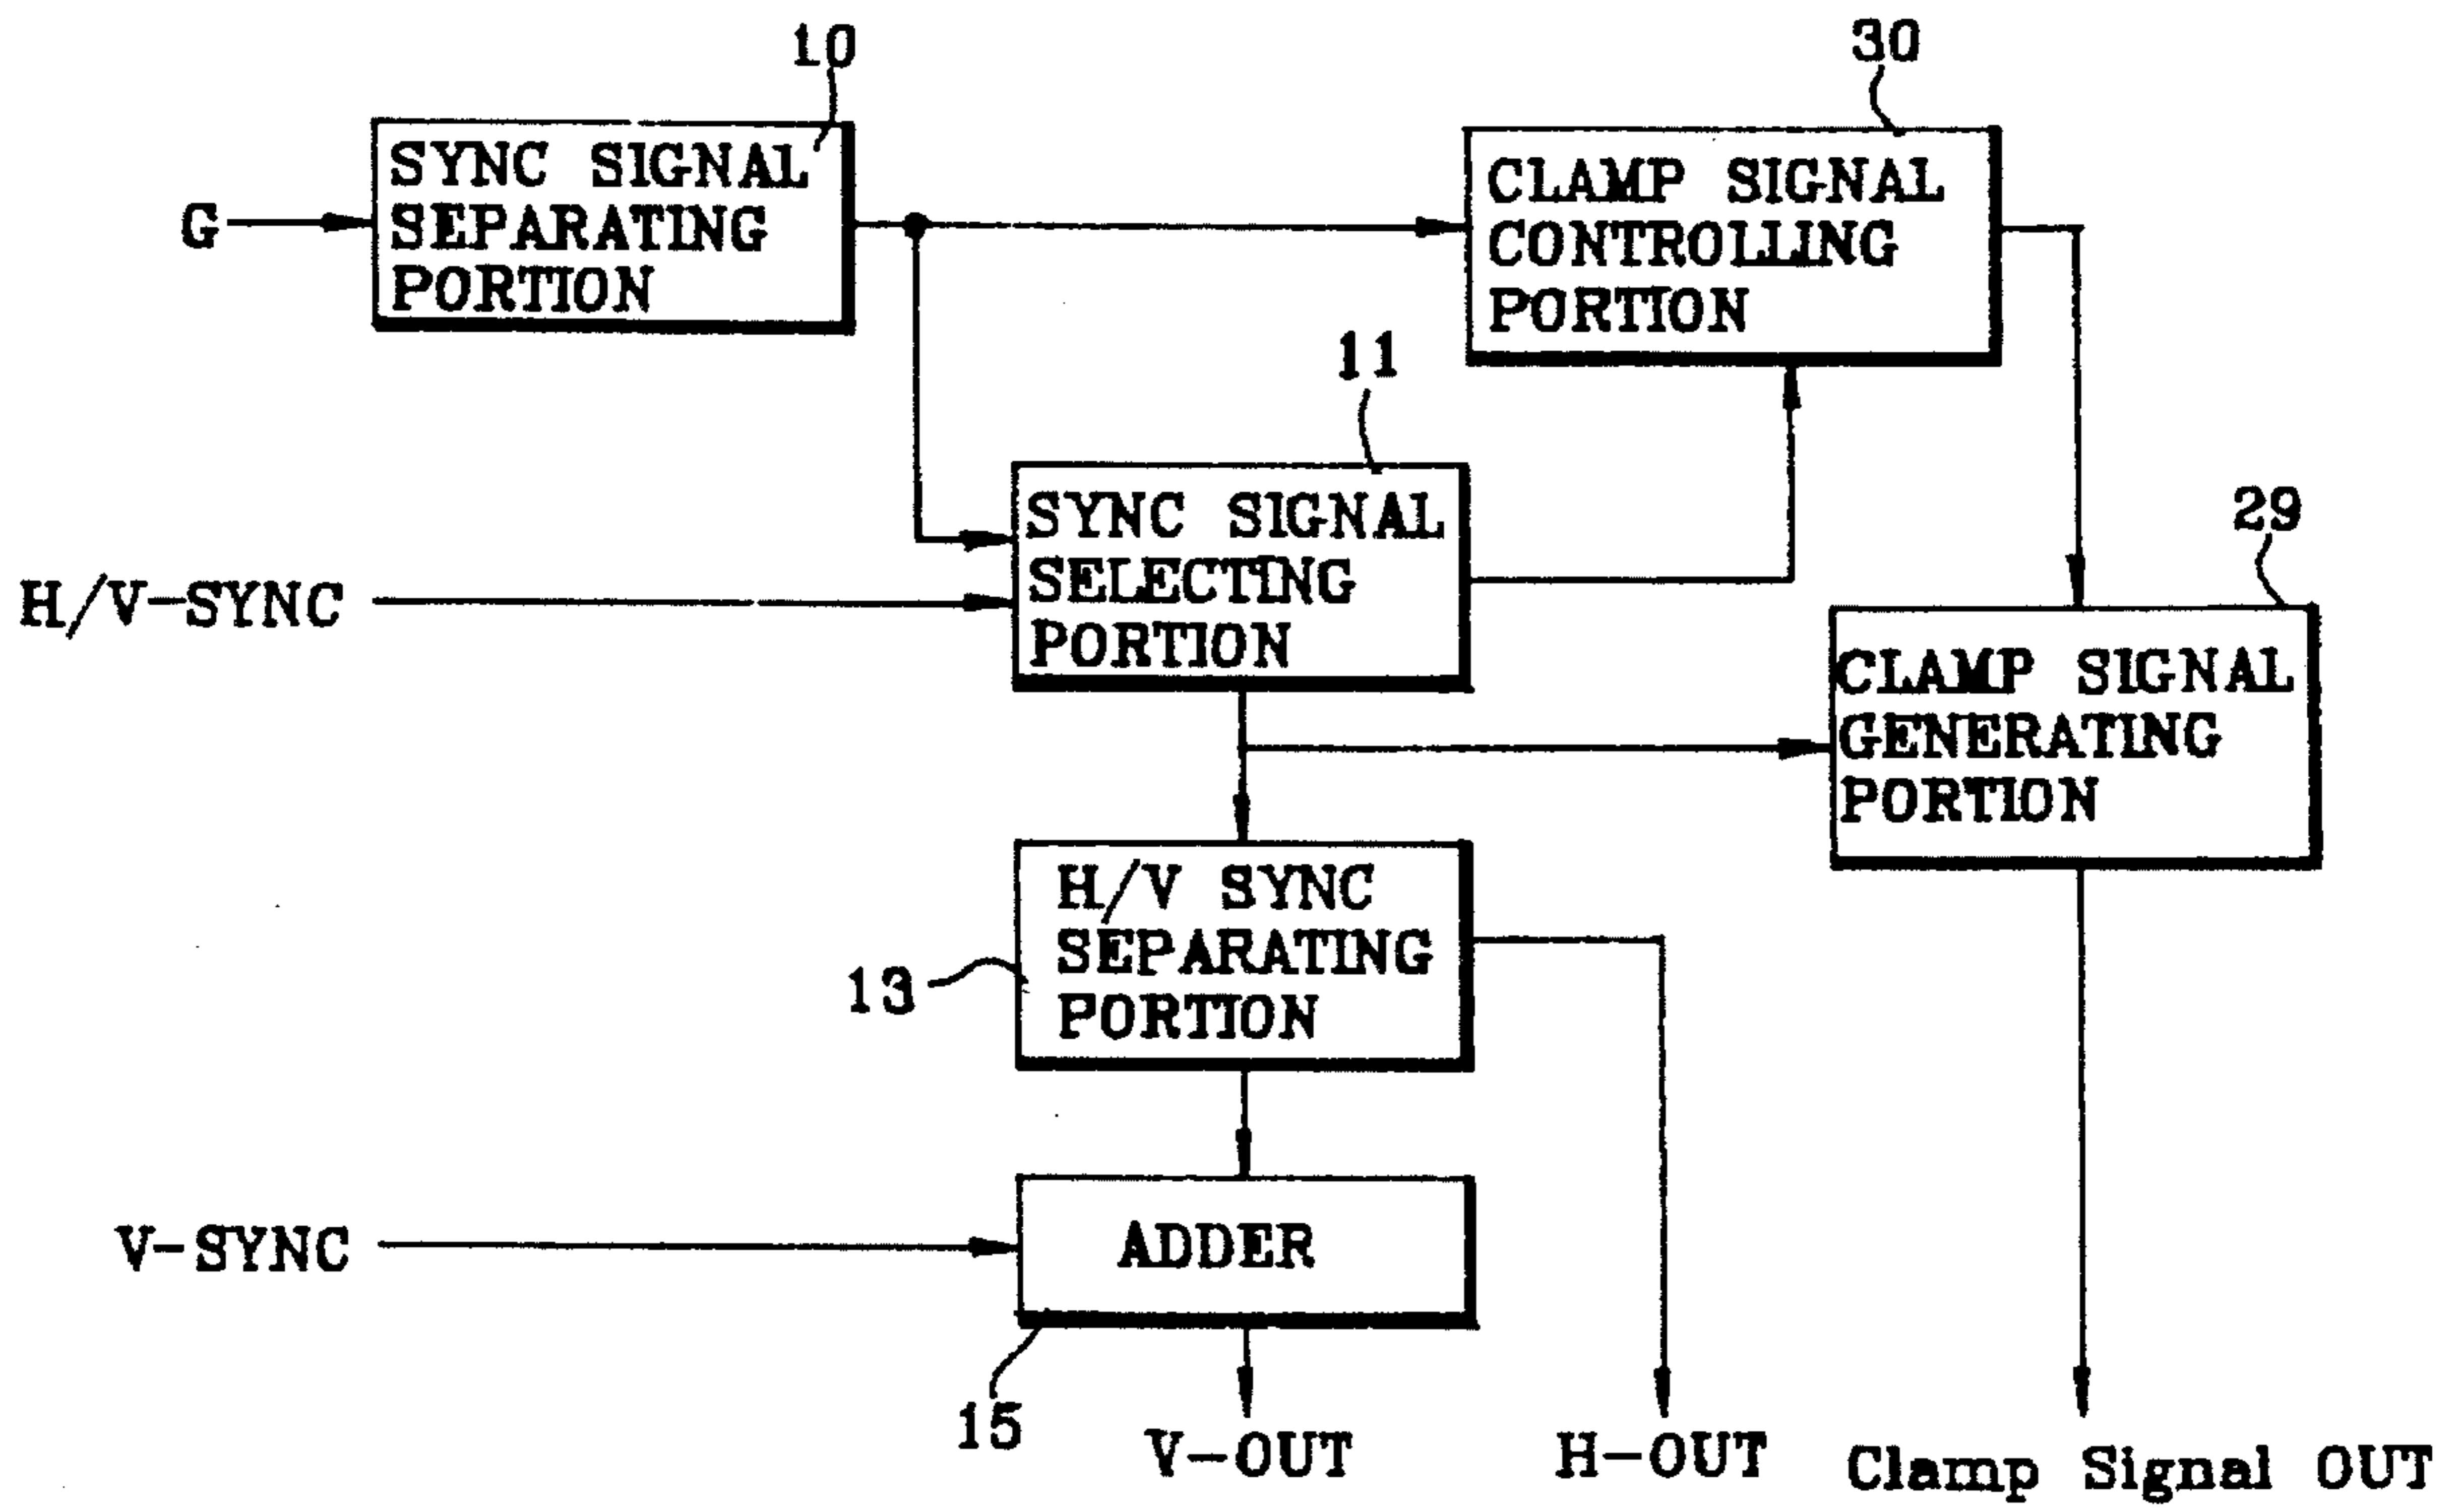 10
30
SYNC SIGNAL
SEPARATING
PORTION
G
CLAMP SIGNAL
CONTROLLING
PORTION
11
SYNC SIGNAL
SELECTING
PORTION
H/V-SYNC
29
CLAMP SIGNAL
GENERATING
PORTION
H/V SYNC
SEPARATING
PORTION
13
V-SYNC
ADDER
15
V-OUT
H-OUT
Clamp Signal OUT